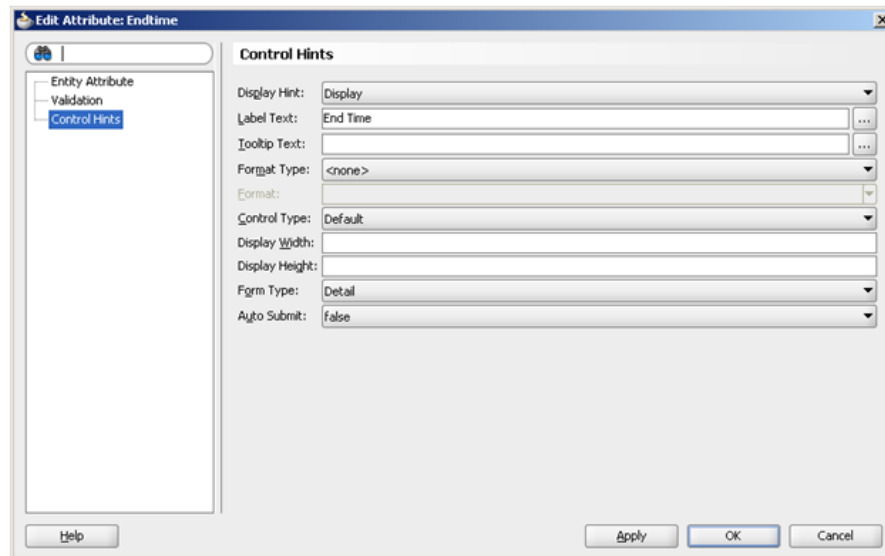 Edit Attribute: Endtime
Control Hints
Entity Attribute
Validation
Control Hints
Display Hint: Display
Label Text: End Time ...
Tooltip Text: ...
Format Type: <none>
Format:
Control Type: Default
Display Width:
Display Height:
Form Type: Detail
Auto Submit: false
Help Apply OK Cancel